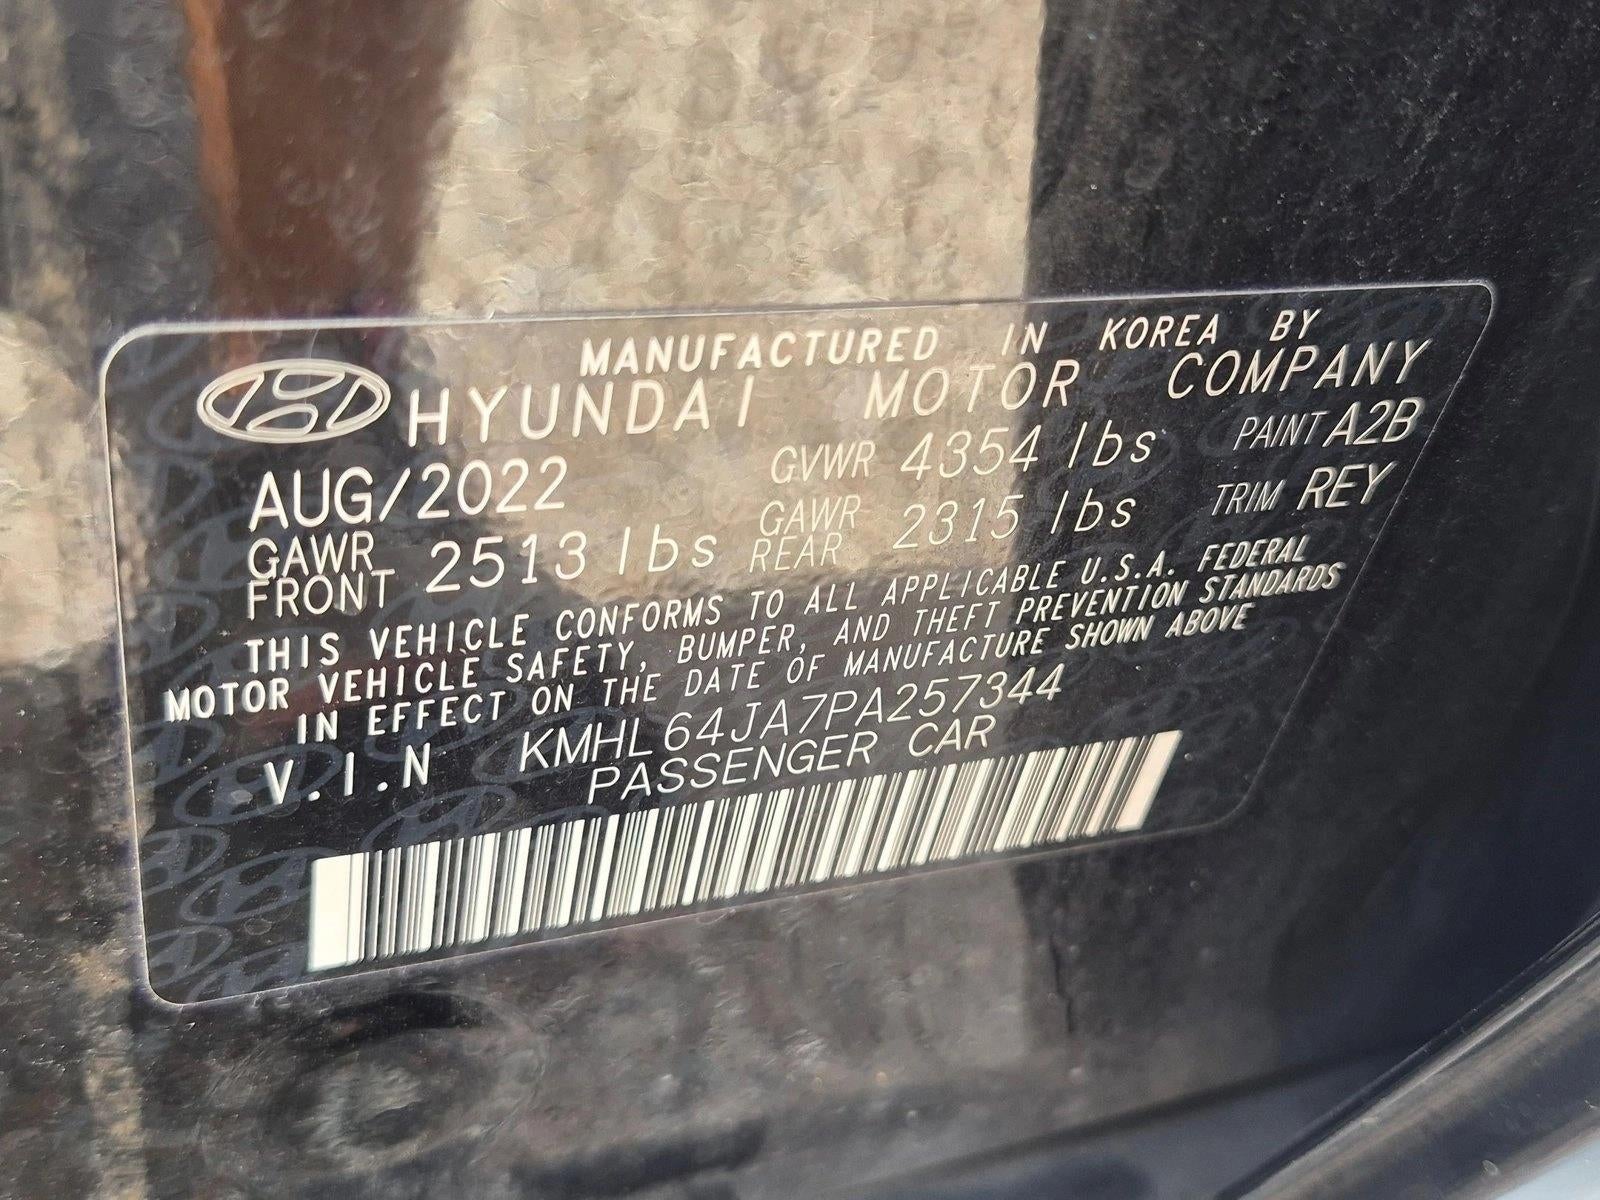 MANUFACTURED IN KOREA BY
HYUNDAI MOTOR COMPANY
AUG/2022 GVWR 4354 lbs PAINT A2B
GAWR FRONT 2513 lbs GAWR REAR 2315 lbs TRIM REY
THIS VEHICLE CONFORMS TO ALL APPLICABLE U.S.A. FEDERAL
MOTOR VEHICLE SAFETY, BUMPER, AND THEFT PREVENTION STANDARDS
IN EFFECT ON THE DATE OF MANUFACTURE SHOWN ABOVE
V.I.N KMHL64JA7PA257344
PASSENGER CAR